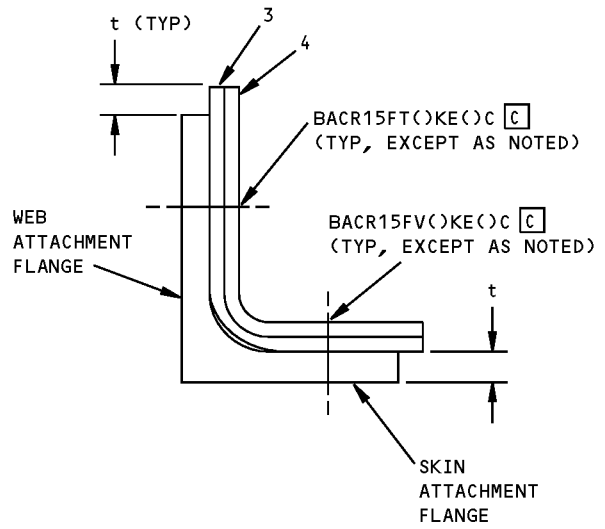 t (TYP)
3
4
BACR15FT()KE()C C
(TYP, EXCEPT AS NOTED)
WEB
ATTACHMENT
FLANGE
BACR15FV()KE()C C
(TYP, EXCEPT AS NOTED)
t
SKIN
ATTACHMENT
FLANGE